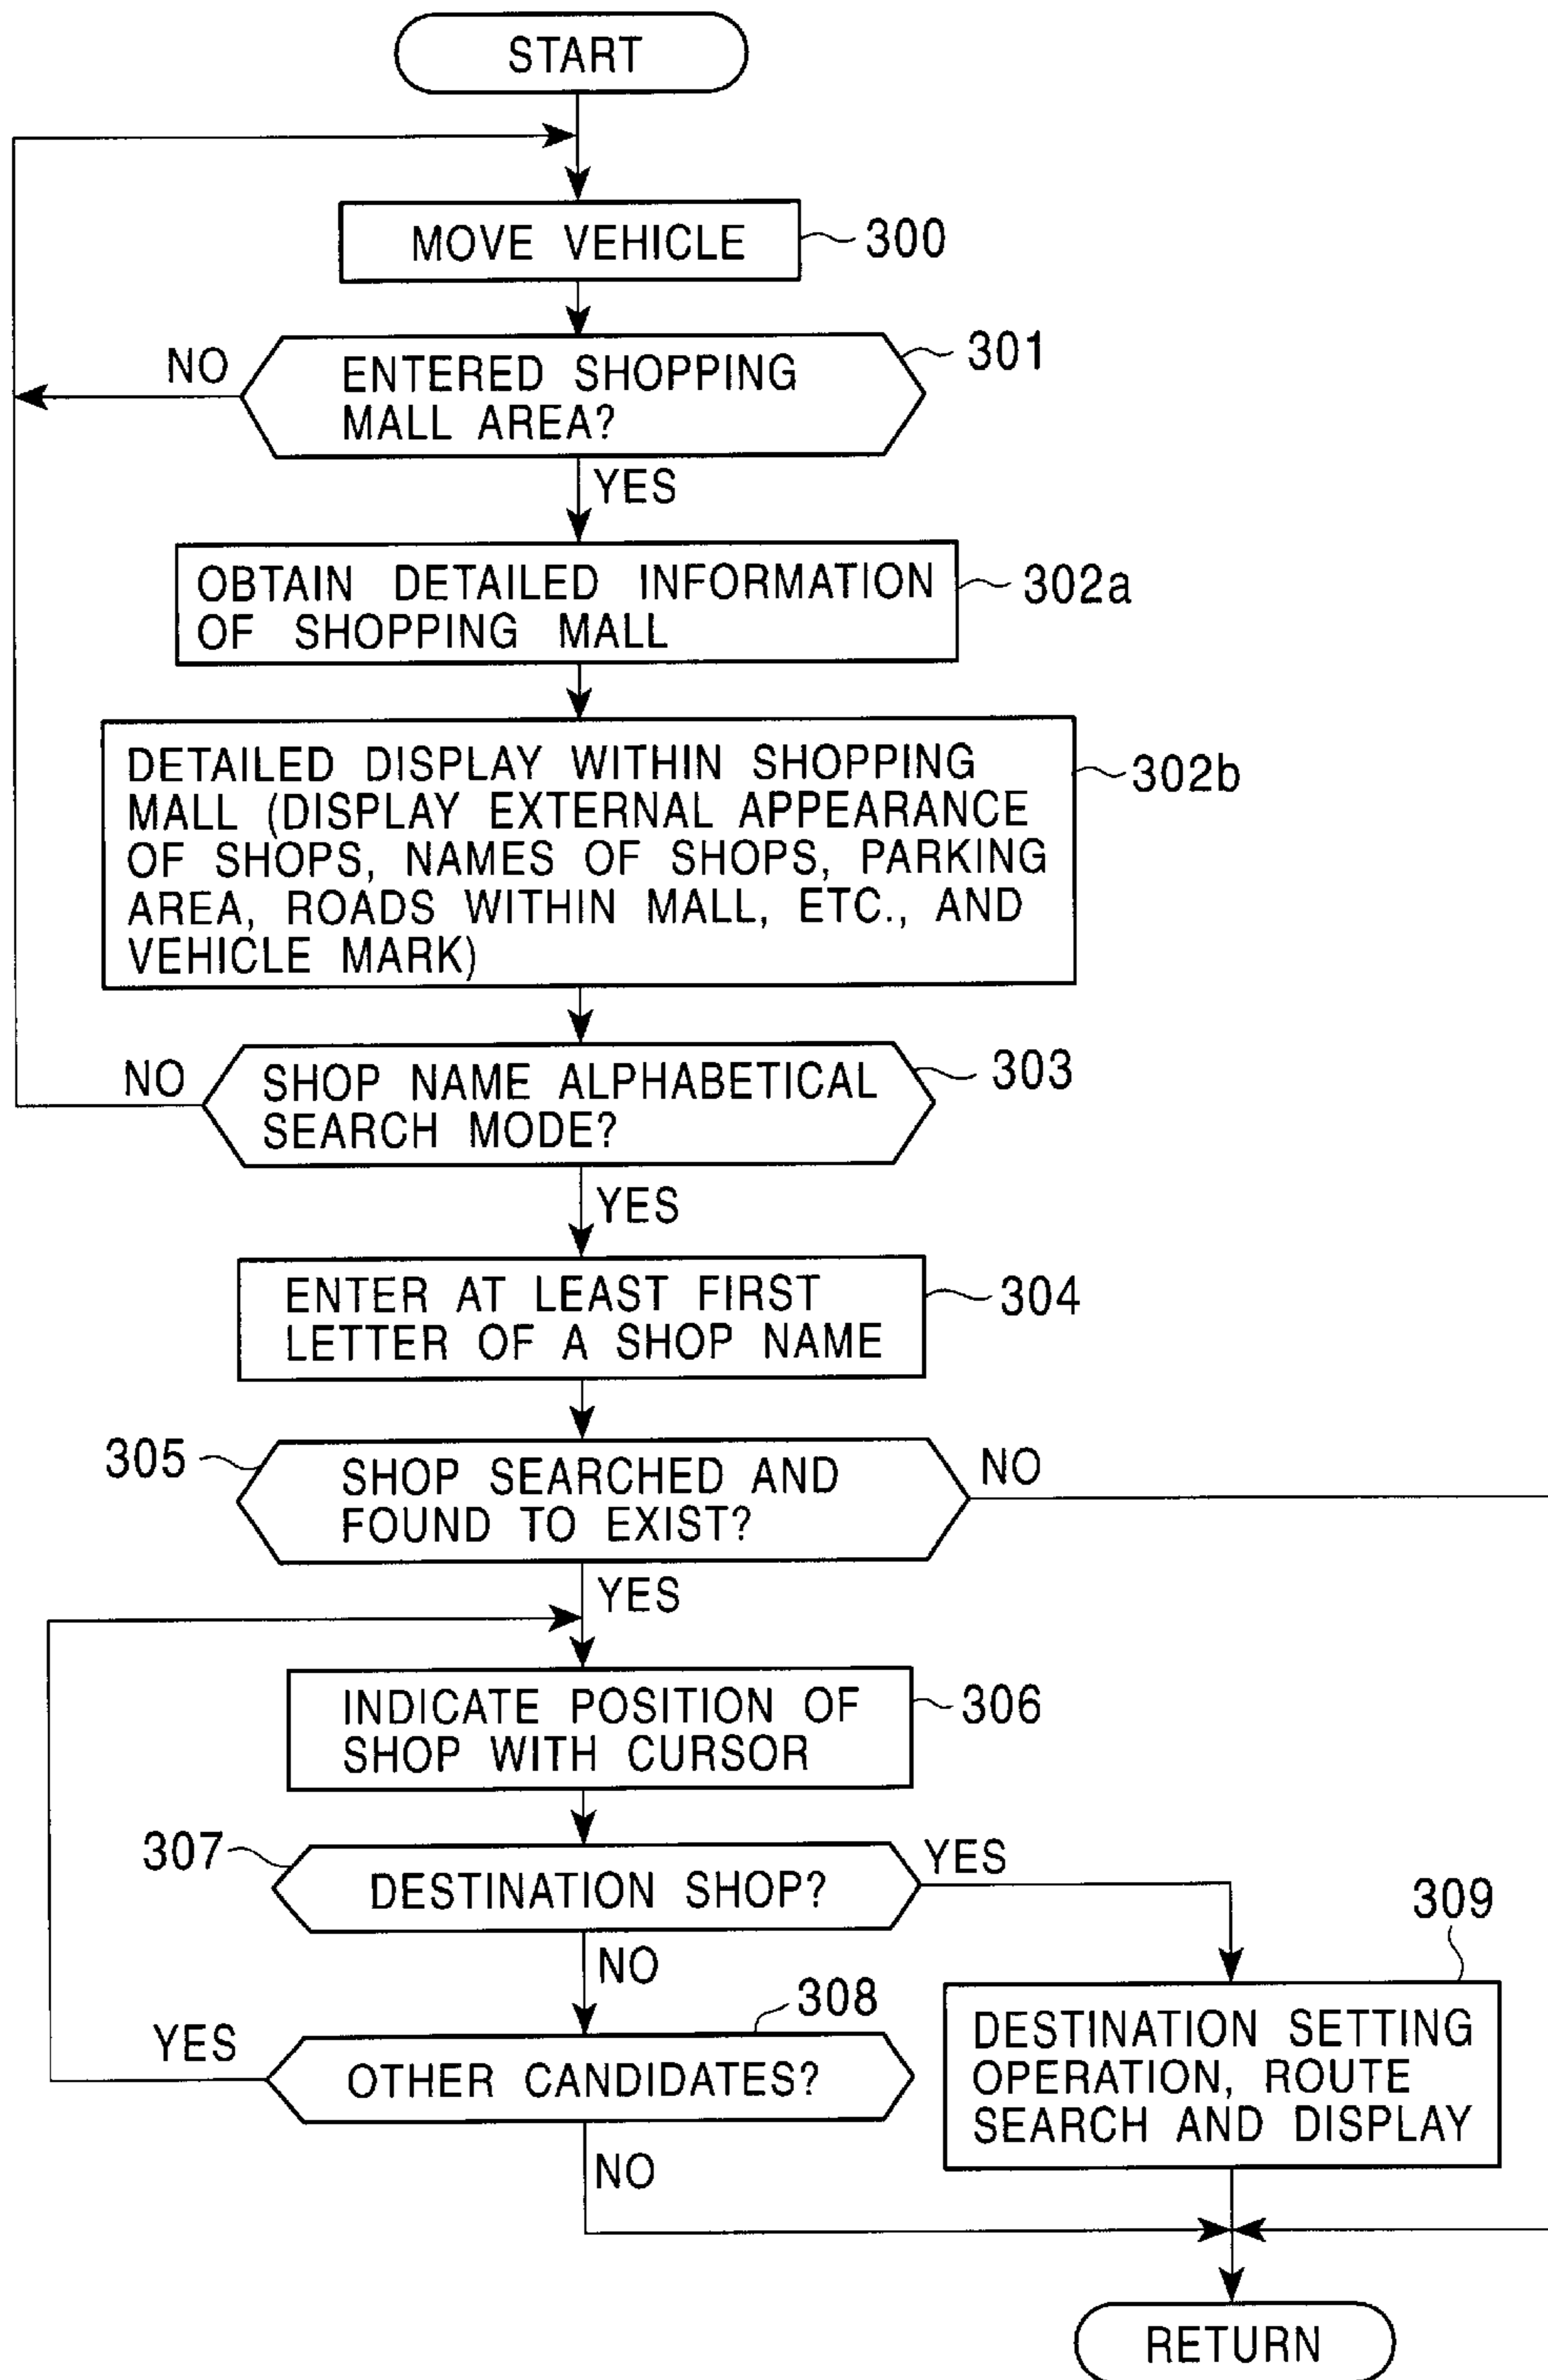 START
MOVE VEHICLE
300
ENTERED SHOPPING
MALL AREA?
301
NO
YES
OBTAIN DETAILED INFORMATION
OF SHOPPING MALL
302a
DETAILED DISPLAY WITHIN SHOPPING
MALL (DISPLAY EXTERNAL APPEARANCE
OF SHOPS, NAMES OF SHOPS, PARKING
AREA, ROADS WITHIN MALL, ETC., AND
VEHICLE MARK)
302b
NO
SHOP NAME ALPHABETICAL
SEARCH MODE?
303
YES
ENTER AT LEAST FIRST
LETTER OF A SHOP NAME
304
305
SHOP SEARCHED AND
FOUND TO EXIST?
NO
YES
INDICATE POSITION OF
SHOP WITH CURSOR
306
307
DESTINATION SHOP?
YES
NO
309
308
YES
OTHER CANDIDATES?
DESTINATION SETTING
OPERATION, ROUTE
SEARCH AND DISPLAY
NO
RETURN